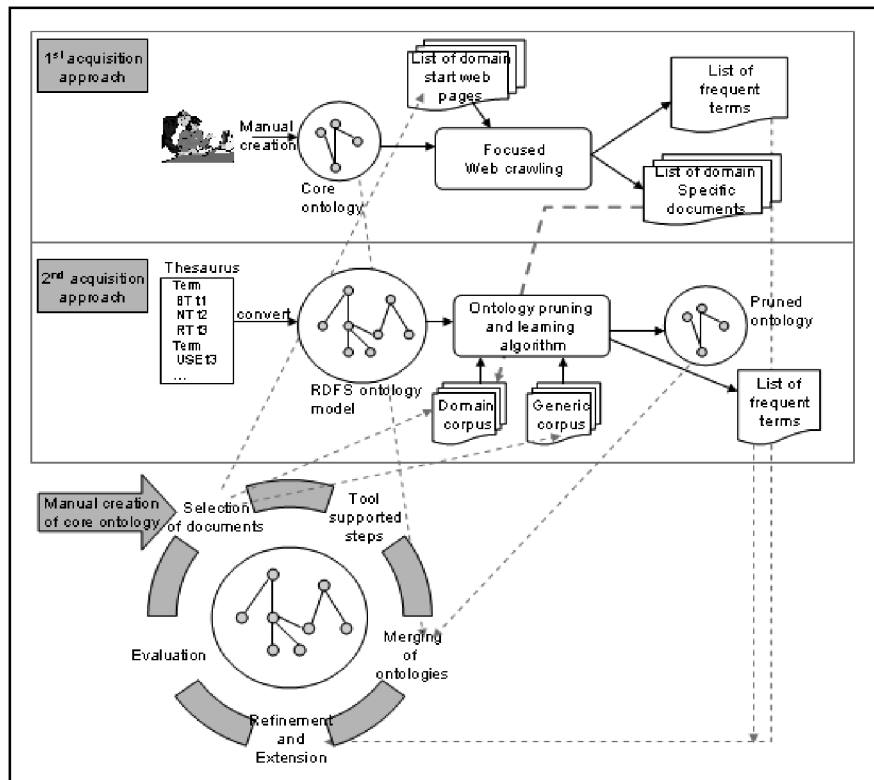 1st acquisition
approach
List of domain
start web
pages
List of
frequent
terms
Manual
creation
Core
ontology
Focused
Web crawling
List of domain
Specific
documents
2nd acquisition
approach
Thesaurus
Term
BT t1
NT t2
RT t3
Term
USE t3
...
convert
RDFS ontology
model
Ontology pruning
and learning
algorithm
Pruned
ontology
Domain
corpus
Generic
corpus
List of
frequent
terms
Manual creation
of core ontology
Selection
of documents
Tool
supported
steps
Evaluation
Merging
of
ontologies
Refinement
and
Extension